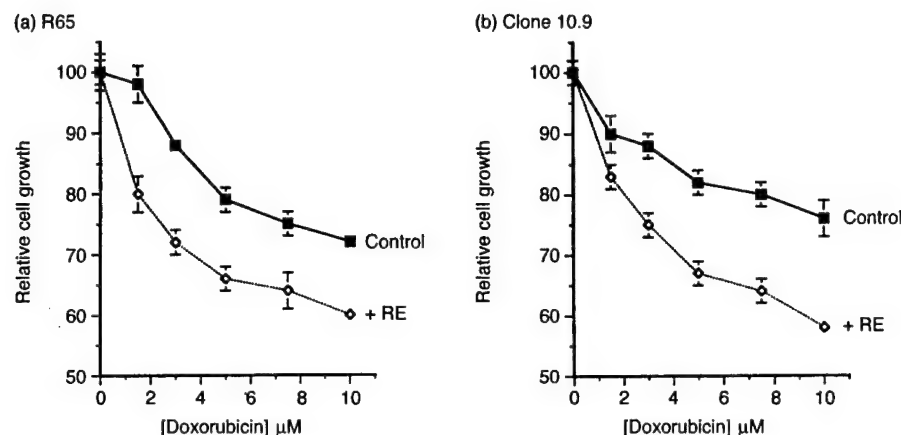 (a) R65
100
90
80
70
60
50
0 2 4 6 8 10
Relative cell growth
[Doxorubicin] μM
Control
+ RE
(b) Clone 10.9
100
90
80
70
60
50
0 2 4 6 8 10
Relative cell growth
[Doxorubicin] μM
Control
+ RE